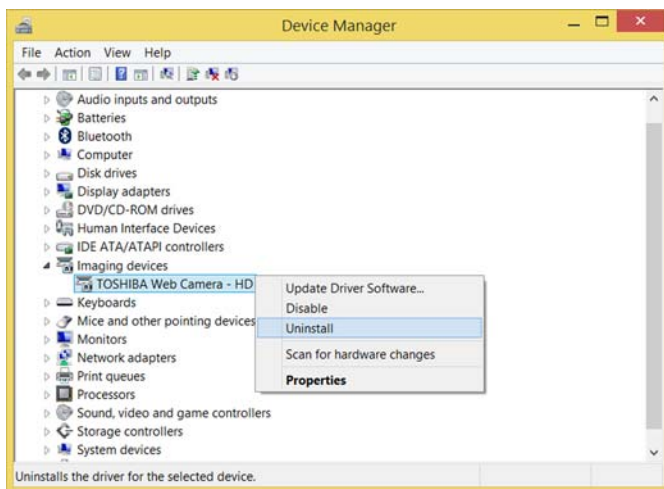 Device Manager
File Action View Help
Audio inputs and outputs
Batteries
Bluetooth
Computer
Disk drives
Display adapters
DVD/CD-ROM drives
Human Interface Devices
IDE ATA/ATAPI controllers
Imaging devices
TOSHIBA Web Camera - HD
Keyboards
Mice and other pointing devices
Monitors
Network adapters
Print queues
Processors
Sound, video and game controllers
Storage controllers
System devices
Update Driver Software...
Disable
Uninstall
Scan for hardware changes
Properties
Uninstalls the driver for the selected device.